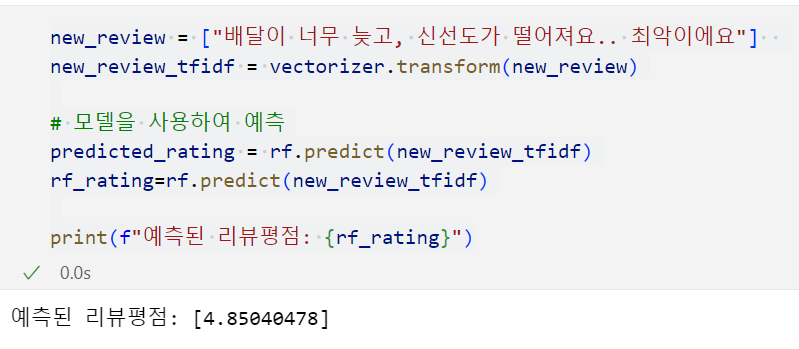 new_review = ["배달이 너무 늦고, 신선도가 떨어져요.. 최악이에요"]
new_review_tfidf = vectorizer.transform(new_review)
# 모델을 사용하여 예측
predicted_rating = rf.predict(new_review_tfidf)
rf_rating=rf.predict(new_review_tfidf)
print(f"예측된 리뷰평점: {rf_rating}")
0.0s
예측된 리뷰평점: [4.85040478]